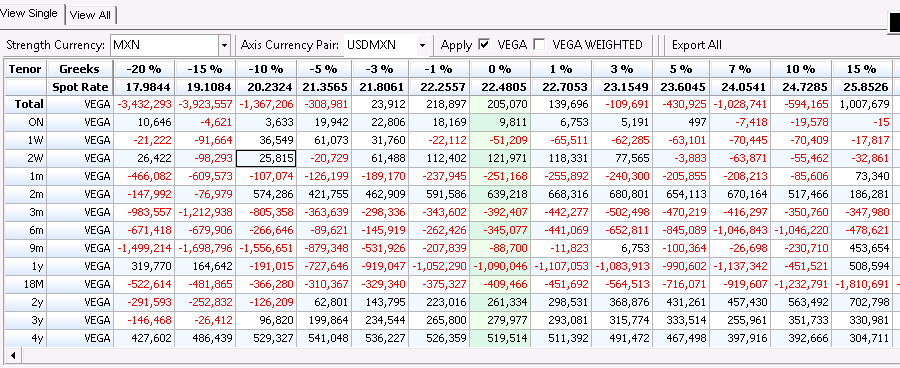 View Single View All
Strength Currency: MXN Axis Currency Pair: USDMXN Apply VEGA VEGA WEIGHTED Export All
Tenor Greeks -20 % -15 % -10 % -5 % -3 % -1 % 0 % 1 % 3 % 5 % 7 % 10 % 15 %
Spot Rate 17.9844 19.1084 20.2324 21.3565 21.8061 22.2557 22.4805 22.7053 23.1549 23.6045 24.0541 24.7285 25.8526
Total VEGA -3,432,293 -3,923,557 -1,367,206 -308,981 23,912 218,897 205,070 139,696 -109,691 -430,925 -1,028,741 -594,165 1,007,679
ON VEGA 10,646 -4,621 3,633 19,942 22,806 18,169 9,811 6,753 5,191 497 -7,418 -19,578 -15
1W VEGA -21,222 -91,664 36,549 61,073 31,760 -22,112 -51,209 -65,511 -62,285 -63,101 -70,445 -70,409 -17,817
2W VEGA 26,422 -98,293 25,815 -20,729 61,488 112,402 121,971 118,331 77,565 -3,883 -63,871 -55,462 -32,861
1m VEGA -466,082 -609,573 -107,074 -126,199 -189,170 -237,945 -251,168 -255,892 -240,300 -205,855 -208,213 -85,606 73,340
2m VEGA -147,992 -76,979 574,286 421,755 462,909 591,586 639,218 668,316 680,801 654,113 670,164 517,466 186,281
3m VEGA -983,557 -1,212,938 -805,358 -363,639 -298,336 -343,602 -392,407 -442,277 -502,498 -470,219 -416,297 -350,760 -347,980
6m VEGA -671,418 -679,906 -266,646 -89,621 -145,919 -262,426 -345,077 -441,069 -652,811 -845,089 -1,046,843 -1,046,220 -478,621
9m VEGA -1,499,214 -1,698,796 -1,556,651 -879,348 -531,926 -207,839 -88,700 -11,823 6,753 -100,364 -26,698 -230,710 453,654
1y VEGA 319,770 164,642 -191,015 -727,646 -919,047 -1,052,290 -1,090,046 -1,107,053 -1,083,913 -990,602 -1,137,342 -451,521 508,594
18M VEGA -522,614 -481,865 -366,280 -310,367 -329,340 -375,327 -409,466 -451,692 -564,513 -716,071 -919,607 -1,232,791 -1,810,691
2y VEGA -291,593 -252,832 -126,209 62,801 143,795 223,016 261,334 298,531 368,876 431,261 457,430 563,492 702,798
3y VEGA -146,468 -26,412 96,820 199,864 234,544 265,800 279,977 293,081 315,774 333,514 255,961 351,733 330,981
4y VEGA 427,602 486,439 529,327 541,048 536,227 526,359 519,514 511,392 491,472 467,498 397,916 392,666 304,711